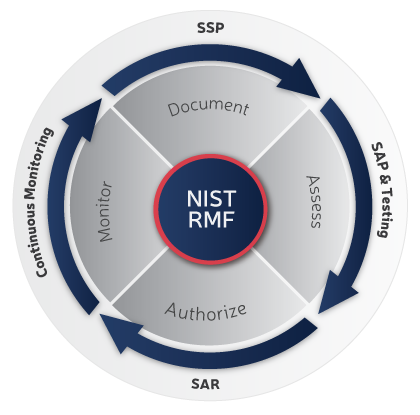 SSP
Document
SAP & Testing
Assess
NIST
RMF
Monitor
Continuous Monitoring
Authorize
SAR